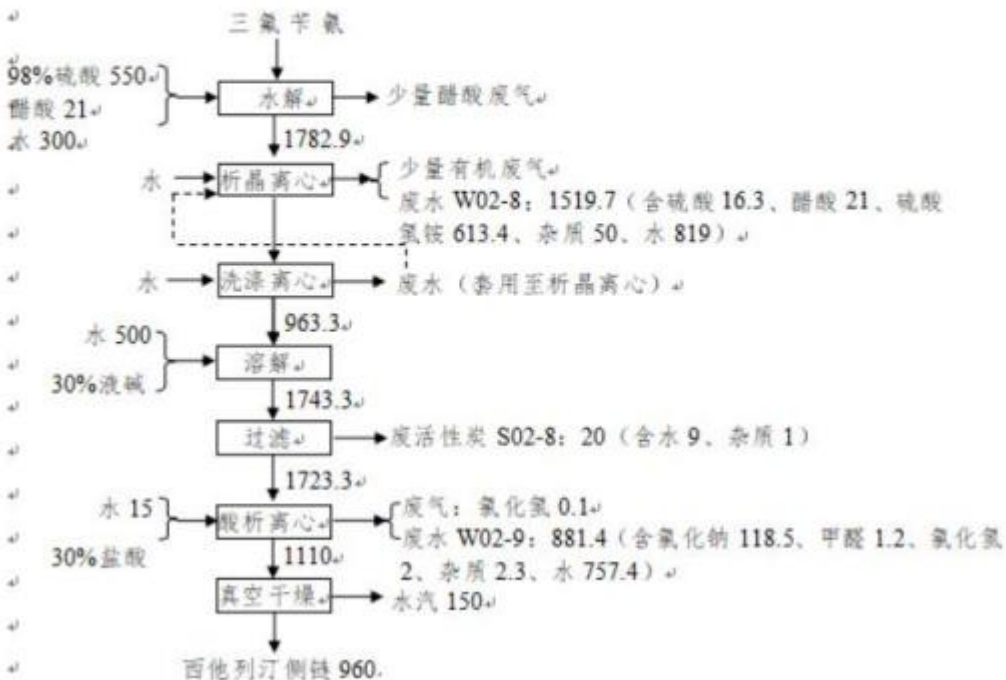 三氟苄氰
98%硫酸 550
醋酸 21
水 300
水解
少量醋酸废气
1782.9
水
析晶离心
少量有机废气
废水 W02-8：1519.7（含硫酸 16.3、醋酸 21、硫酸
氢铵 613.4、杂质 50、水 819）
水
洗涤离心
废水（套用至析晶离心）
963.3
水 500
30%液碱
溶解
1743.3
过滤
废活性炭 S02-8：20（含水 9、杂质 1）
1723.3
水 15
30%盐酸
酸析离心
废气：氯化氢 0.1
废水 W02-9：881.4（含氯化钠 118.5、甲醛 1.2、氯化氢
2、杂质 2.3、水 757.4）
1110
真空干燥
水汽 150
西他列汀侧链 960